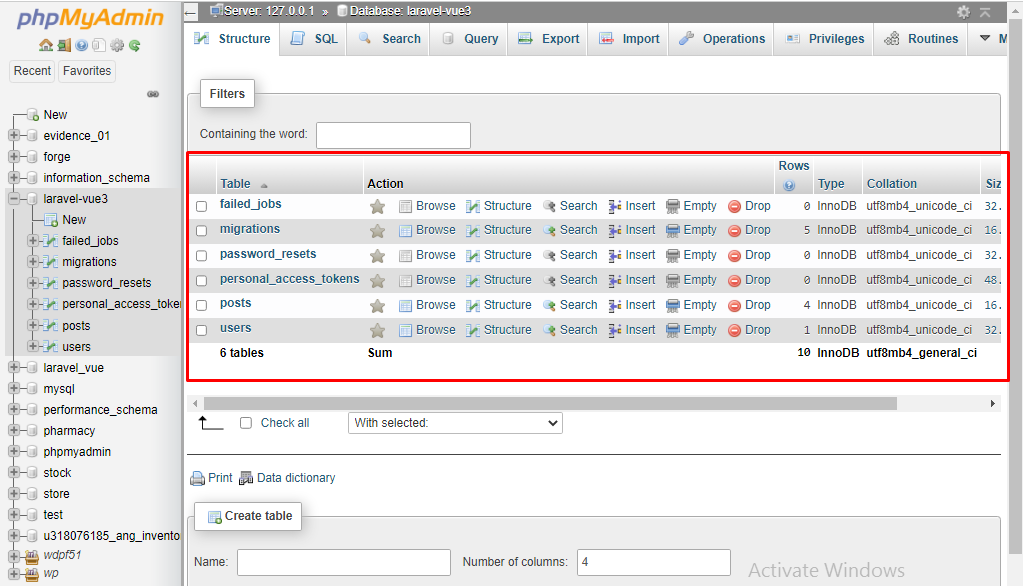 phpMyAdmin
Recent Favorites
New
evidence_01
forge
information_schema
laravel-vue3
New
failed_jobs
migrations
password_resets
personal_access_toke
posts
users
laravel_vue
mysql
performance_schema
pharmacy
phpmyadmin
stock
store
test
u318076185_ang_invento
wdpf51
wp
Server: 127.0.0.1 » Database: laravel-vue3
Structure SQL Search Query Export Import Operations Privileges Routines M
Filters
Containing the word:
Table Action Rows Type Collation Siz
failed_jobs Browse Structure Search Insert Empty Drop 0 InnoDB utf8mb4_unicode_ci 32.
migrations Browse Structure Search Insert Empty Drop 5 InnoDB utf8mb4_unicode_ci 16.
password_resets Browse Structure Search Insert Empty Drop 0 InnoDB utf8mb4_unicode_ci 32.
personal_access_tokens Browse Structure Search Insert Empty Drop 0 InnoDB utf8mb4_unicode_ci 48.
posts Browse Structure Search Insert Empty Drop 4 InnoDB utf8mb4_unicode_ci 16.
users Browse Structure Search Insert Empty Drop 1 InnoDB utf8mb4_unicode_ci 32.
6 tables Sum 10 InnoDB utf8mb4_general_ci
Check all With selected:
Print Data dictionary
Create table
Name: Number of columns: 4
Activate Windows